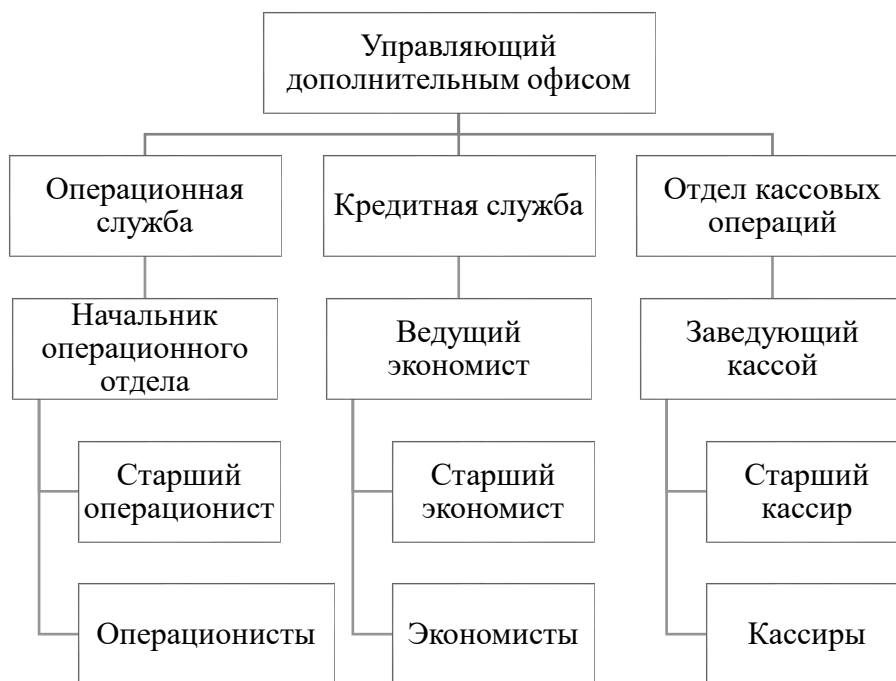 Управляющий
дополнительным офисом
Операционная
служба
Кредитная служба
Отдел кассовых
операций
Начальник
операционного
отдела
Ведущий
экономист
Заведующий
кассой
Старший
операционист
Старший
экономист
Старший
кассир
Операционисты
Экономисты
Кассиры